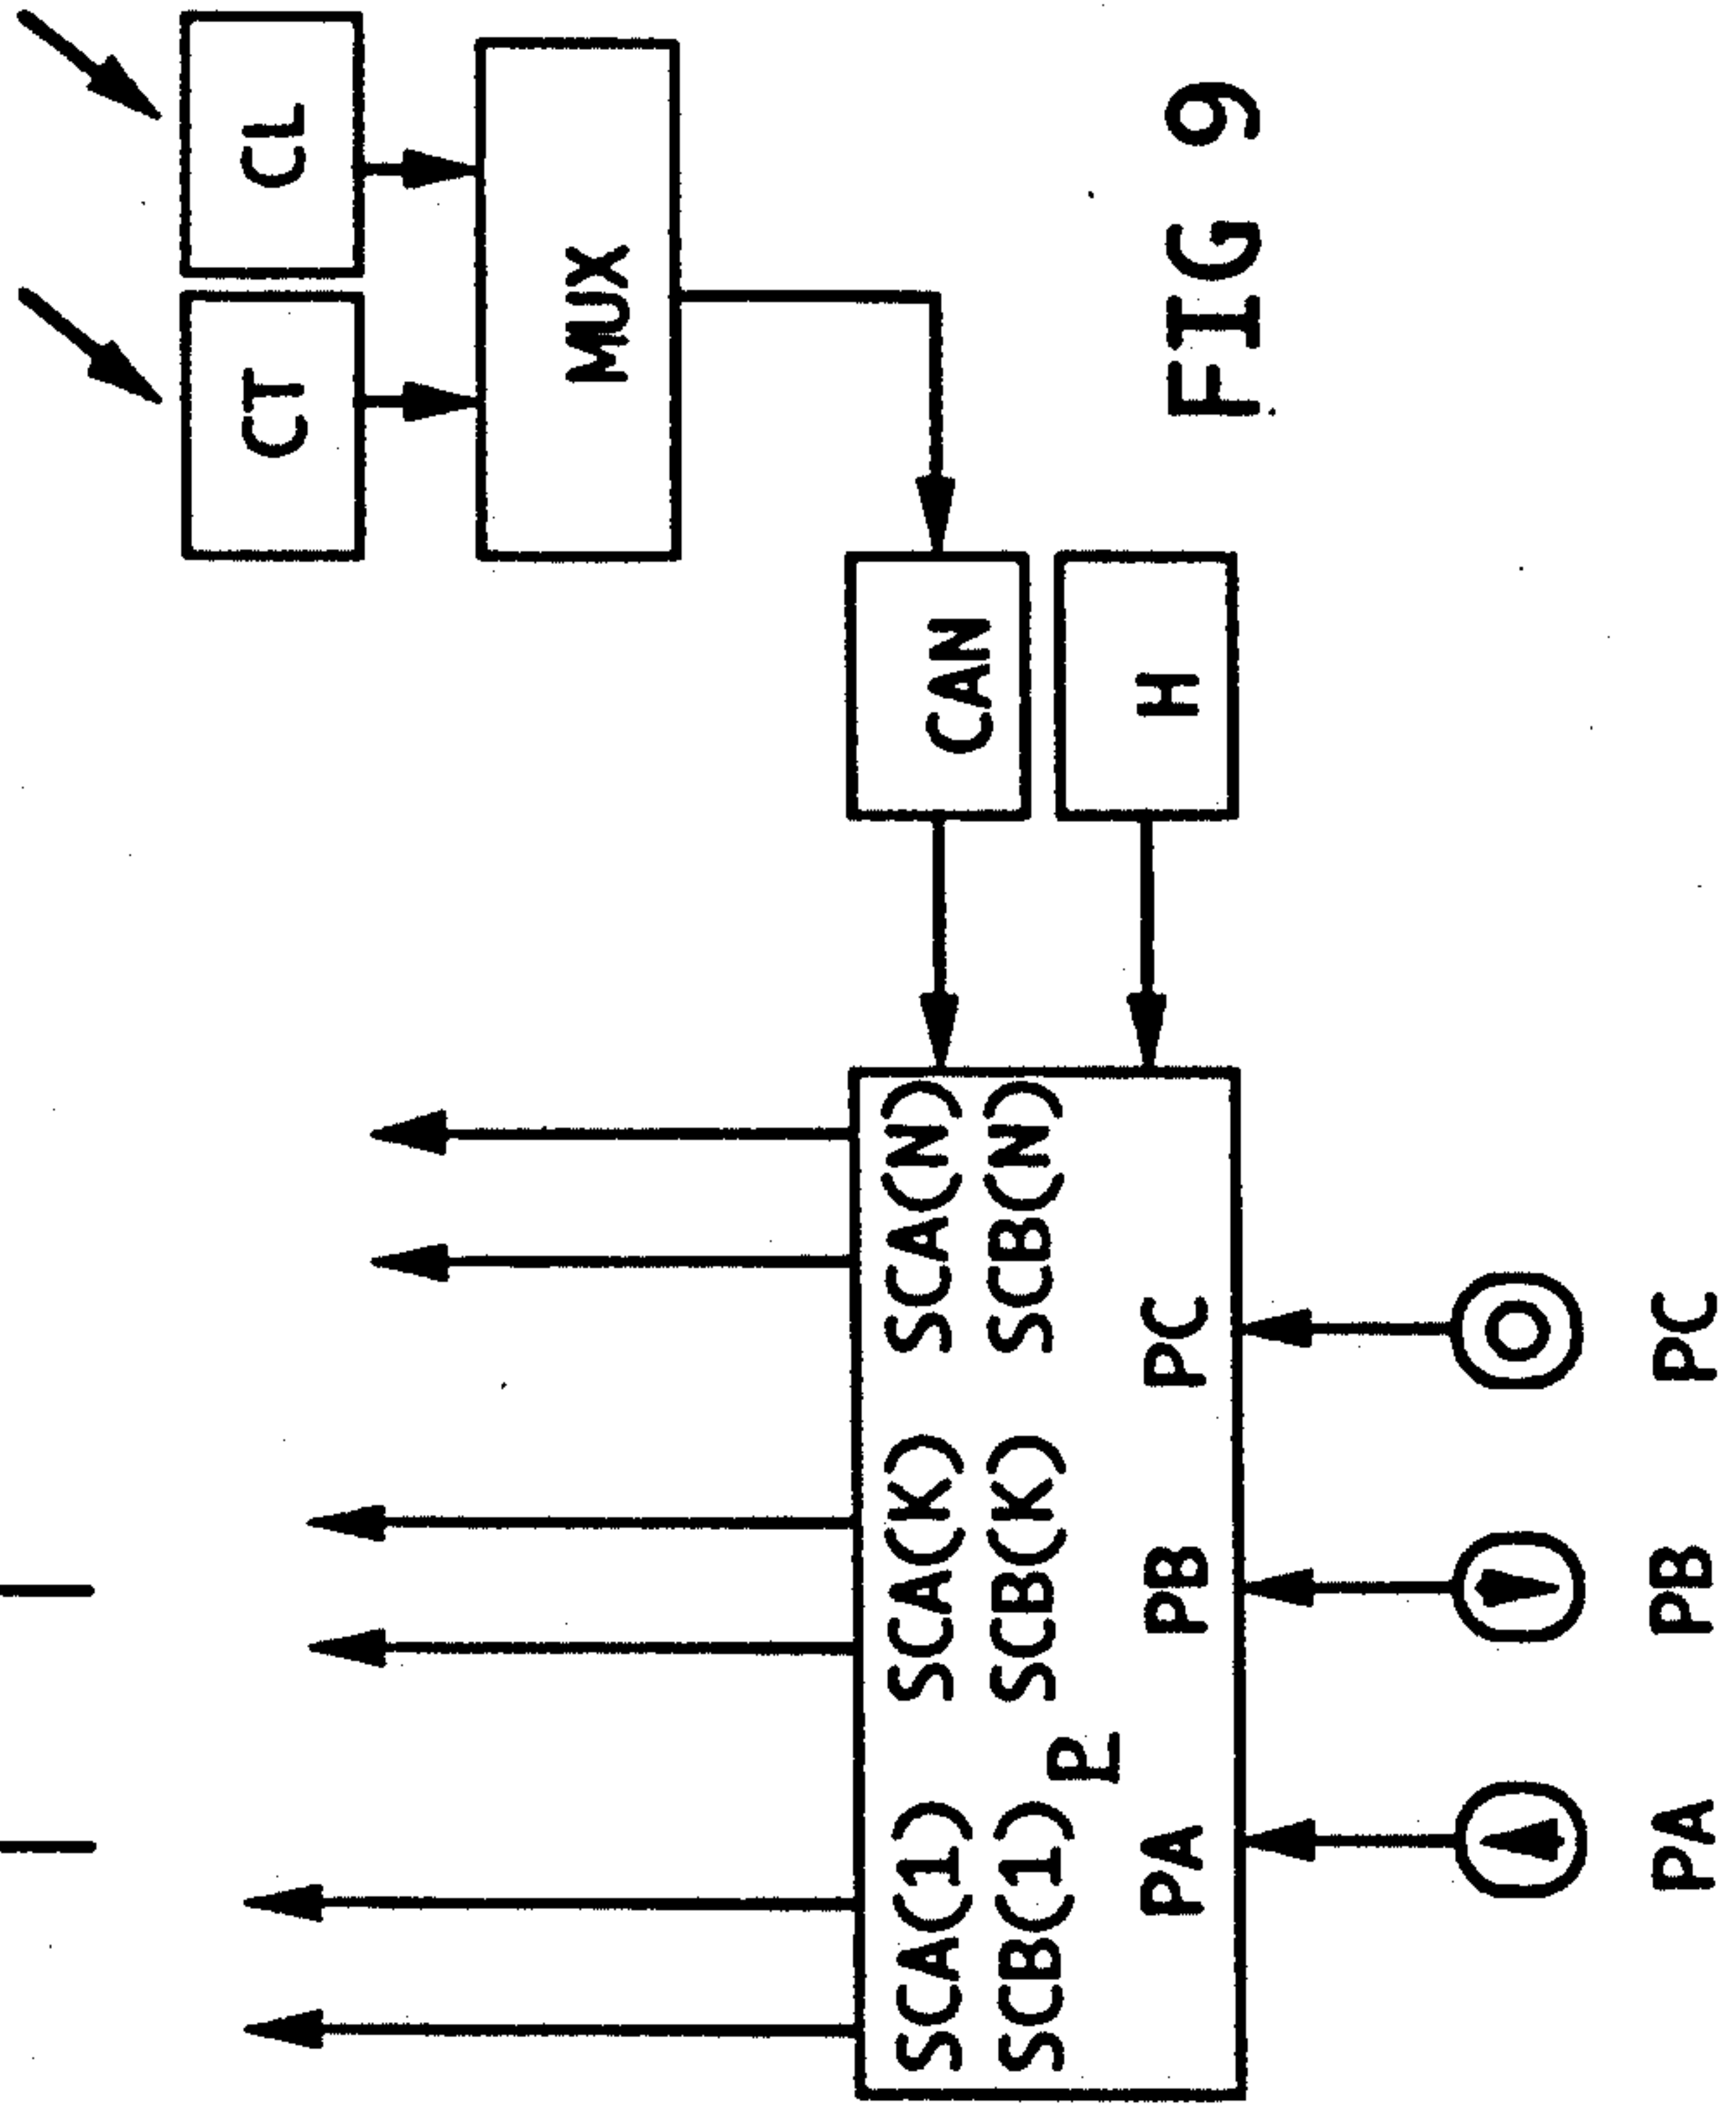 CT CL
MUX
SCA(1) SCA(K) SCA(N) CAN
SCB(1) SCB(K) SCB(N)
P
PA PB PC H
FIG 9
PA PB PC